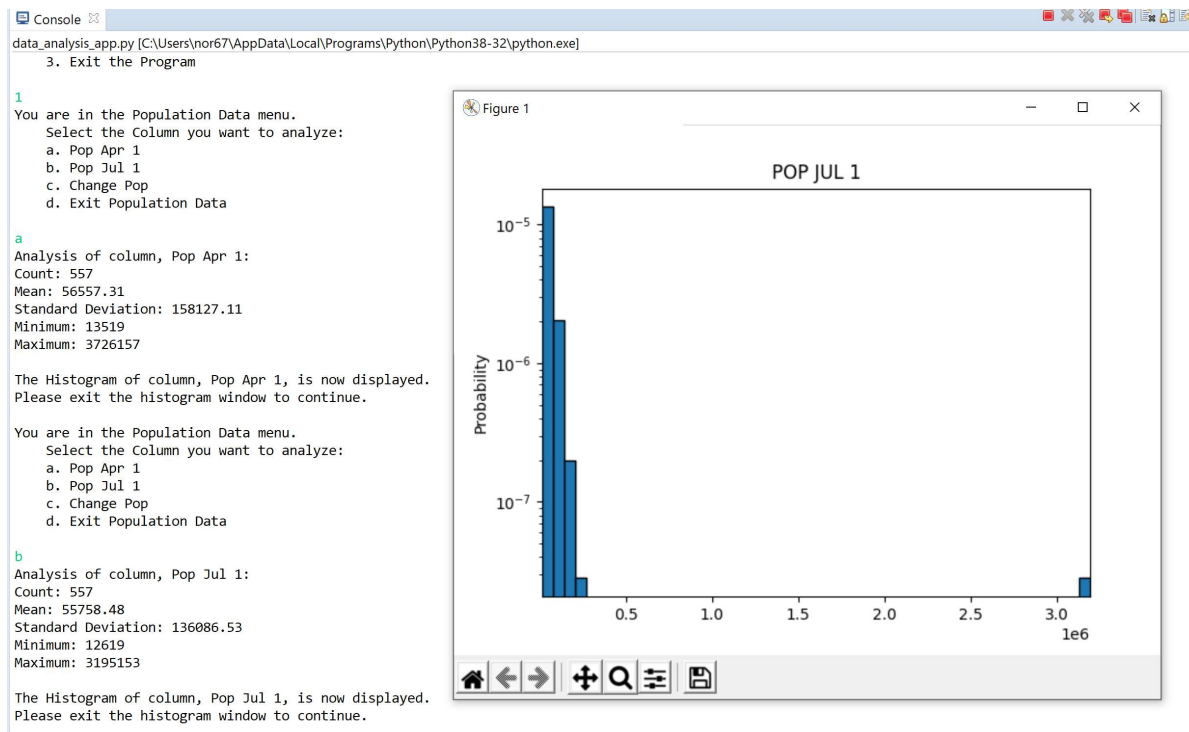 Console
data_analysis_app.py [C:\Users\nor67\AppData\Local\Programs\Python\Python38-32\python.exe]
3. Exit the Program
1
You are in the Population Data menu.
Select the Column you want to analyze:
a. Pop Apr 1
b. Pop Jul 1
c. Change Pop
d. Exit Population Data
a
Analysis of column, Pop Apr 1:
Count: 557
Mean: 56557.31
Standard Deviation: 158127.11
Minimum: 13519
Maximum: 3726157
The Histogram of column, Pop Apr 1, is now displayed.
Please exit the histogram window to continue.
You are in the Population Data menu.
Select the Column you want to analyze:
a. Pop Apr 1
b. Pop Jul 1
c. Change Pop
d. Exit Population Data
b
Analysis of column, Pop Jul 1:
Count: 557
Mean: 55758.48
Standard Deviation: 136086.53
Minimum: 12619
Maximum: 3195153
The Histogram of column, Pop Jul 1, is now displayed.
Please exit the histogram window to continue.
Figure 1
POP JUL 1
Probability
10⁻⁵
10⁻⁶
10⁻⁷
0.5 1.0 1.5 2.0 2.5 3.0
1e6